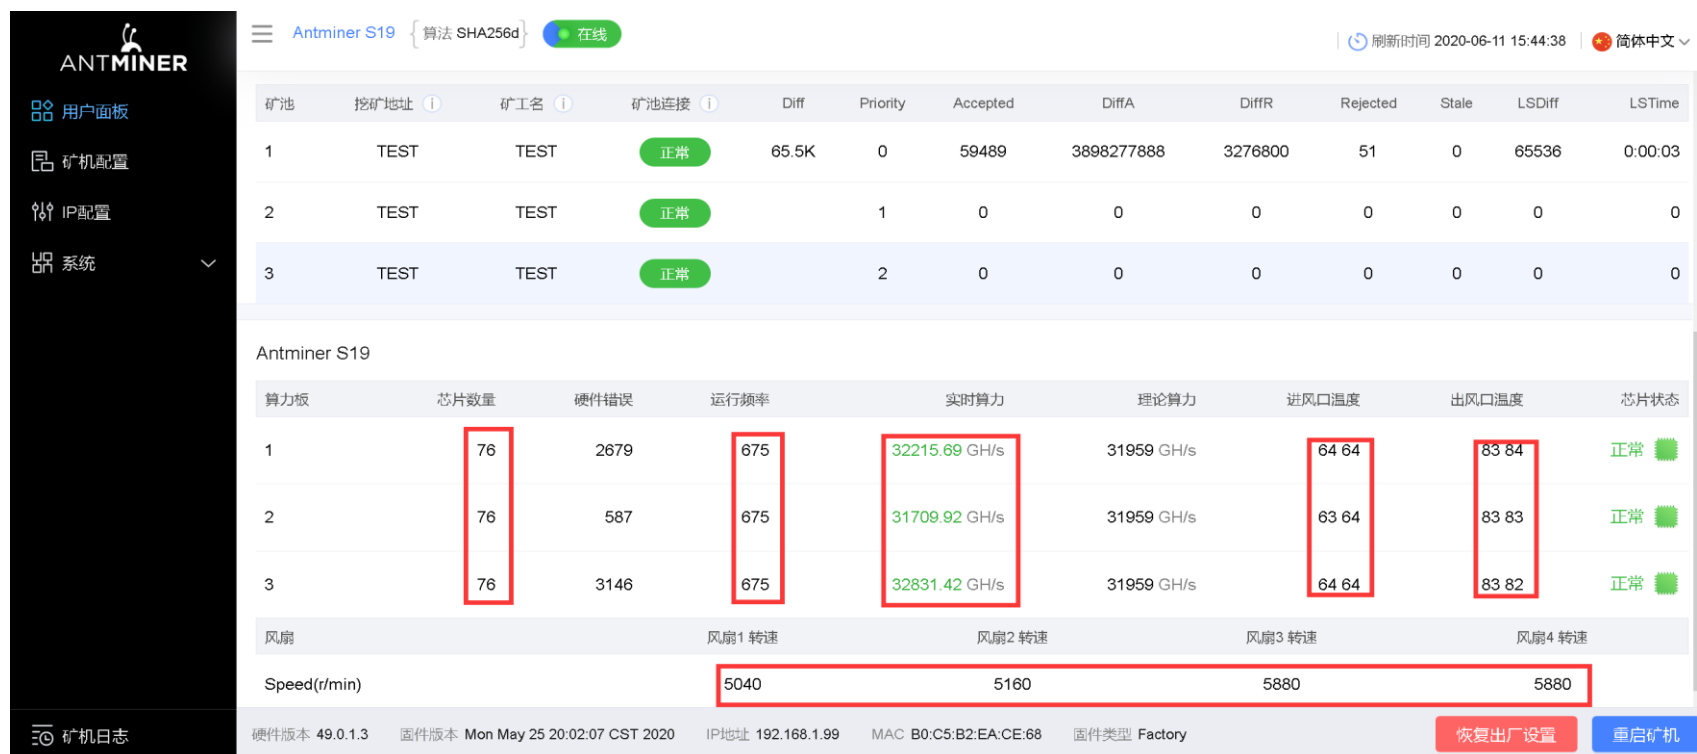 ANTMINER
用户面板
矿机配置
IP配置
系统
矿机日志
Antminer S19 {算法 SHA256d} 在线
刷新时间 2020-06-11 15:44:38 简体中文
矿池 挖矿地址 矿工名 矿池连接 Diff Priority Accepted DiffA DiffR Rejected Stale LSDiff LSTime
1 TEST TEST 正常 65.5K 0 59489 3898277888 3276800 51 0 65536 0:00:03
2 TEST TEST 正常 1 0 0 0 0 0 0 0
3 TEST TEST 正常 2 0 0 0 0 0 0 0
Antminer S19
算力板 芯片数量 硬件错误 运行频率 实时算力 理论算力 进风口温度 出风口温度 芯片状态
1 76 2679 675 32215.69 GH/s 31959 GH/s 64 64 83 84 正常
2 76 587 675 31709.92 GH/s 31959 GH/s 63 64 83 83 正常
3 76 3146 675 32831.42 GH/s 31959 GH/s 64 64 83 82 正常
风扇 风扇1 转速 风扇2 转速 风扇3 转速 风扇4 转速
Speed(r/min) 5040 5160 5880 5880
硬件版本 49.0.1.3 固件版本 Mon May 25 20:02:07 CST 2020 IP地址 192.168.1.99 MAC B0:C5:B2:EA:CE:68 固件类型 Factory 恢复出厂设置 重启矿机